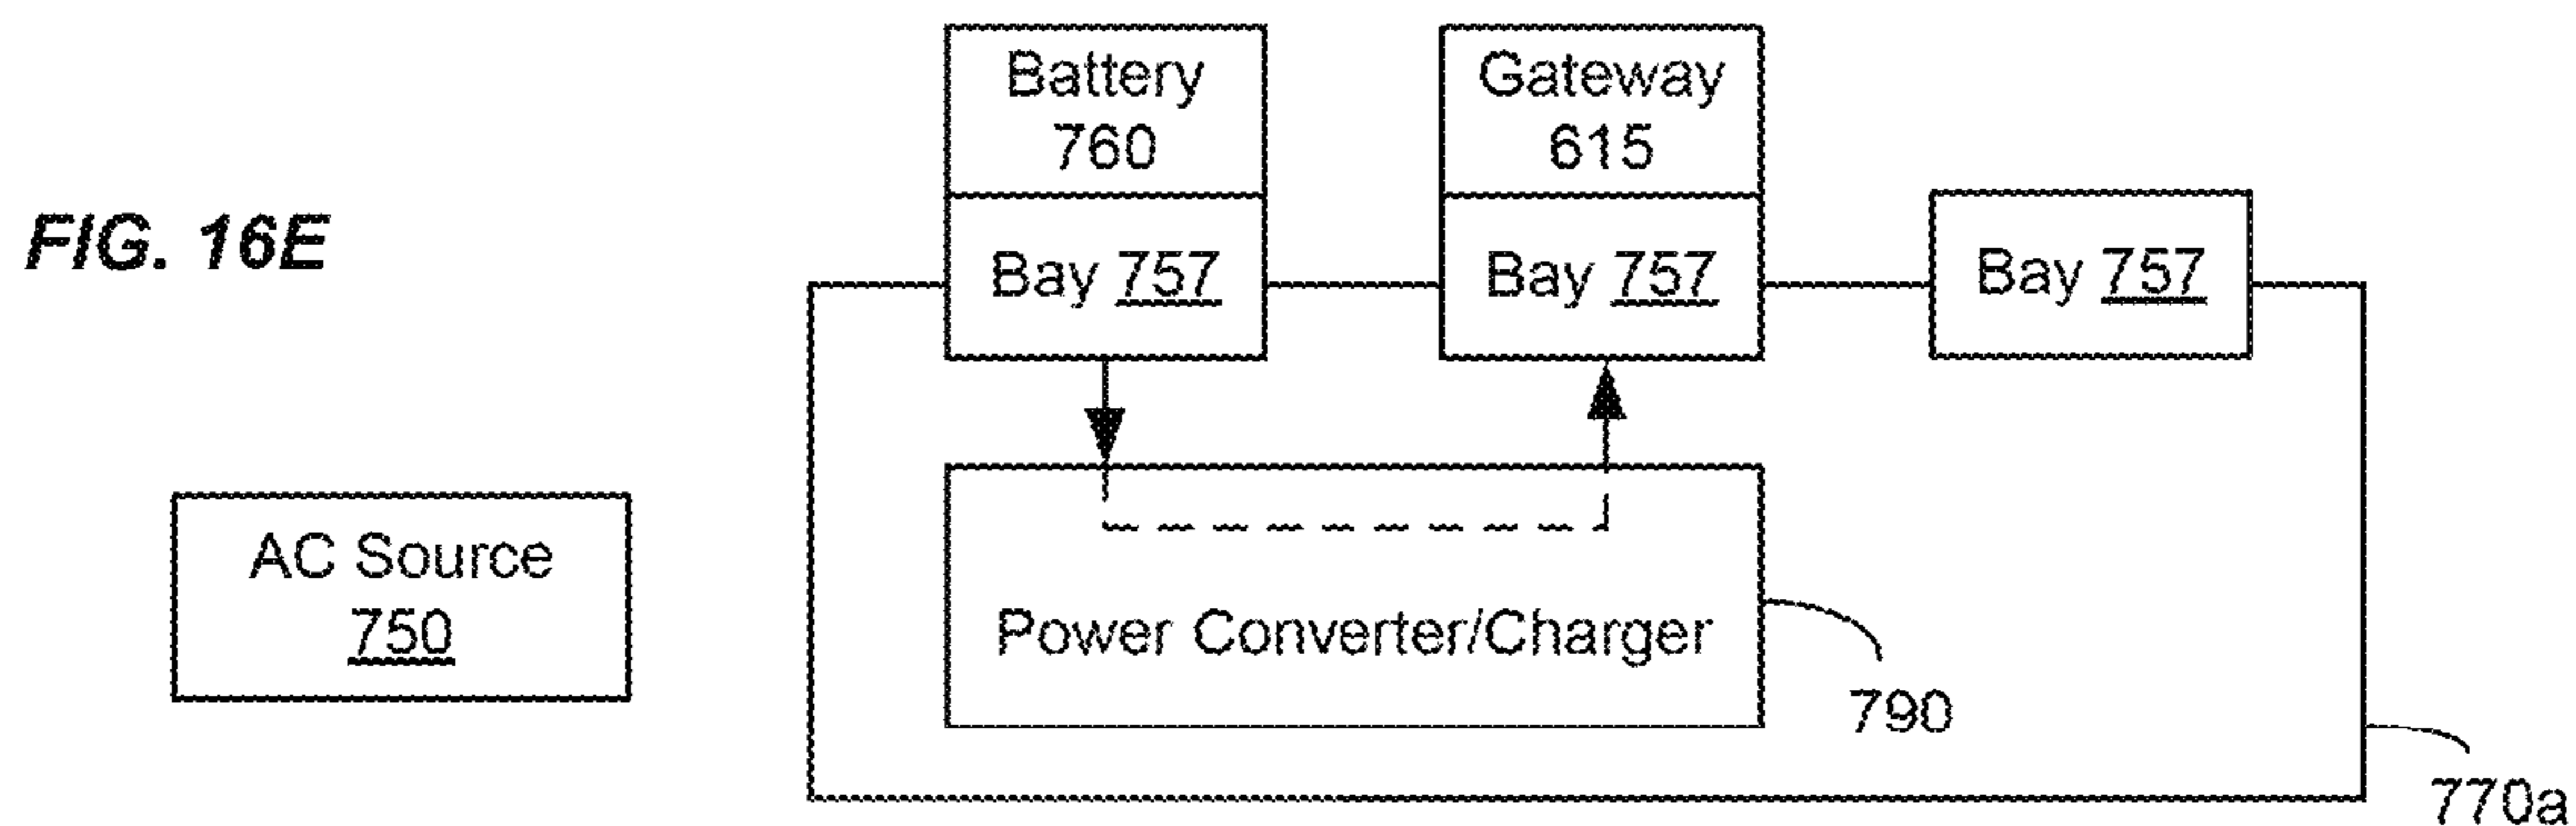 FIG. 16E
Battery
760
Bay 757
Gateway
615
Bay 757
Bay 757
AC Source
750
Power Converter/Charger
790
770a